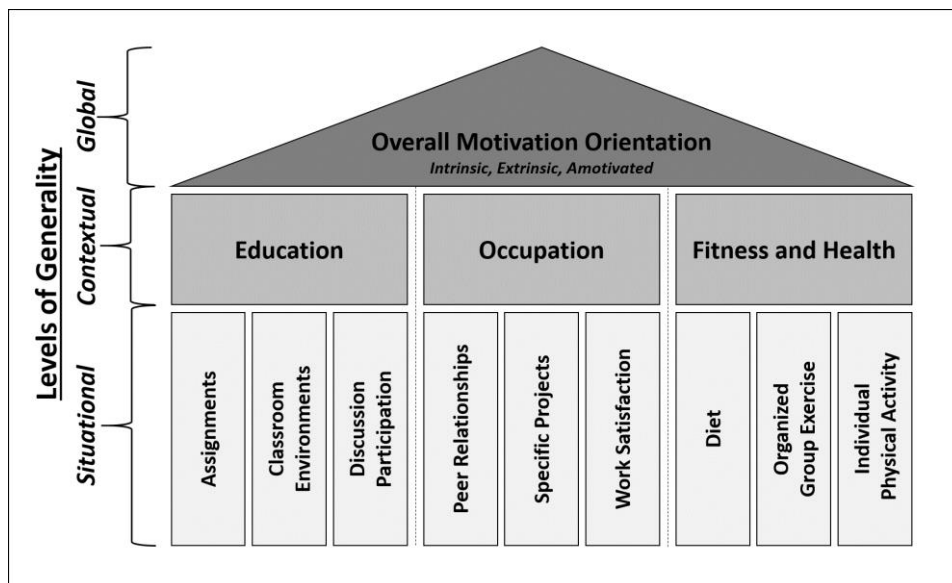 Levels of Generality
Global
Overall Motivation Orientation
Intrinsic, Extrinsic, Amotivated
Contextual
Education
Occupation
Fitness and Health
Situational
Assignments
Classroom
Environments
Discussion
Participation
Peer Relationships
Specific Projects
Work Satisfaction
Diet
Organized
Group Exercise
Individual
Physical Activity